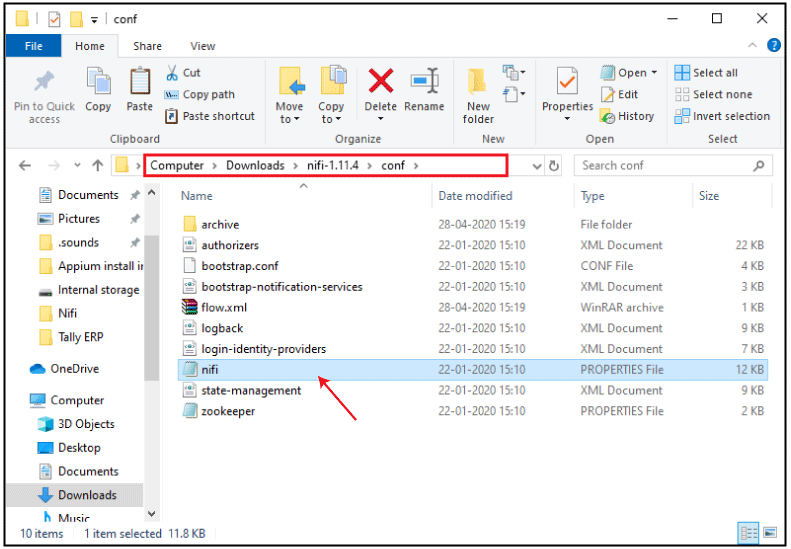 conf
File Home Share View
Pin to Quick access
Copy
Paste
Cut
Copy path
Paste shortcut
Clipboard
Move to
Copy to
Delete
Rename
Organize
New folder
New
Properties
Open
Edit
History
Open
Select all
Select none
Invert selection
Select
Computer > Downloads > nifi-1.11.4 > conf >
Search conf
Documents
Pictures
.sounds
Appium install in
Internal storage
Nifi
Tally ERP
OneDrive
Computer
3D Objects
Desktop
Documents
Downloads
Music
Name Date modified Type Size
archive 28-04-2020 15:19 File folder
authorizers 22-01-2020 15:10 XML Document 22 KB
bootstrap.conf 22-01-2020 15:10 CONF File 4 KB
bootstrap-notification-services 22-01-2020 15:10 XML Document 3 KB
flow.xml 28-04-2020 15:19 WinRAR archive 1 KB
logback 22-01-2020 15:10 XML Document 9 KB
login-identity-providers 22-01-2020 15:10 XML Document 7 KB
nifi 22-01-2020 15:10 PROPERTIES File 12 KB
state-management 22-01-2020 15:10 XML Document 9 KB
zookeeper 22-01-2020 15:10 PROPERTIES File 2 KB
10 items 1 item selected 11.8 KB